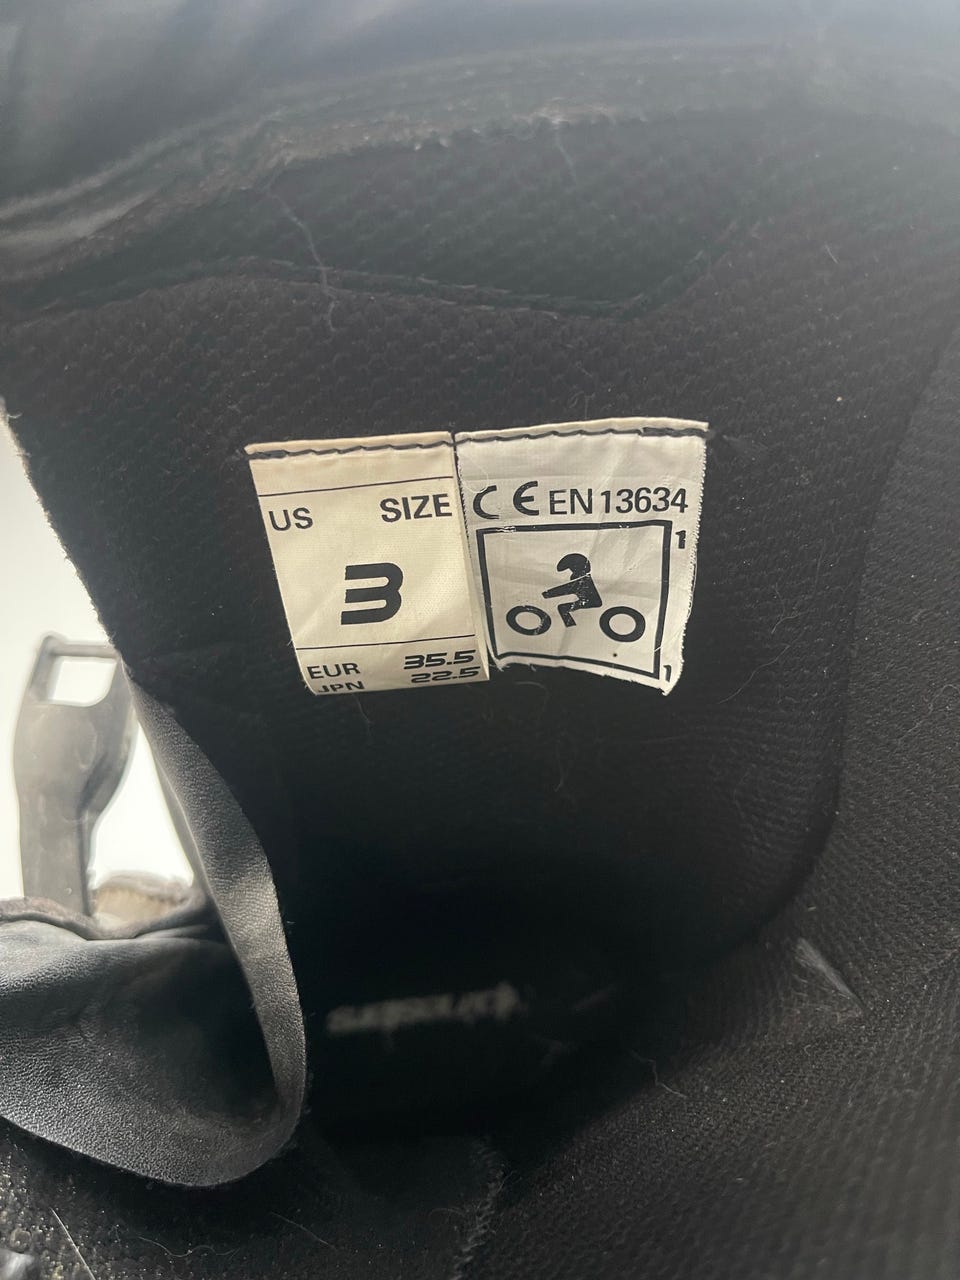 US SIZE
3
EUR 35.5
JPN 22.5
CE EN 13634
1
1